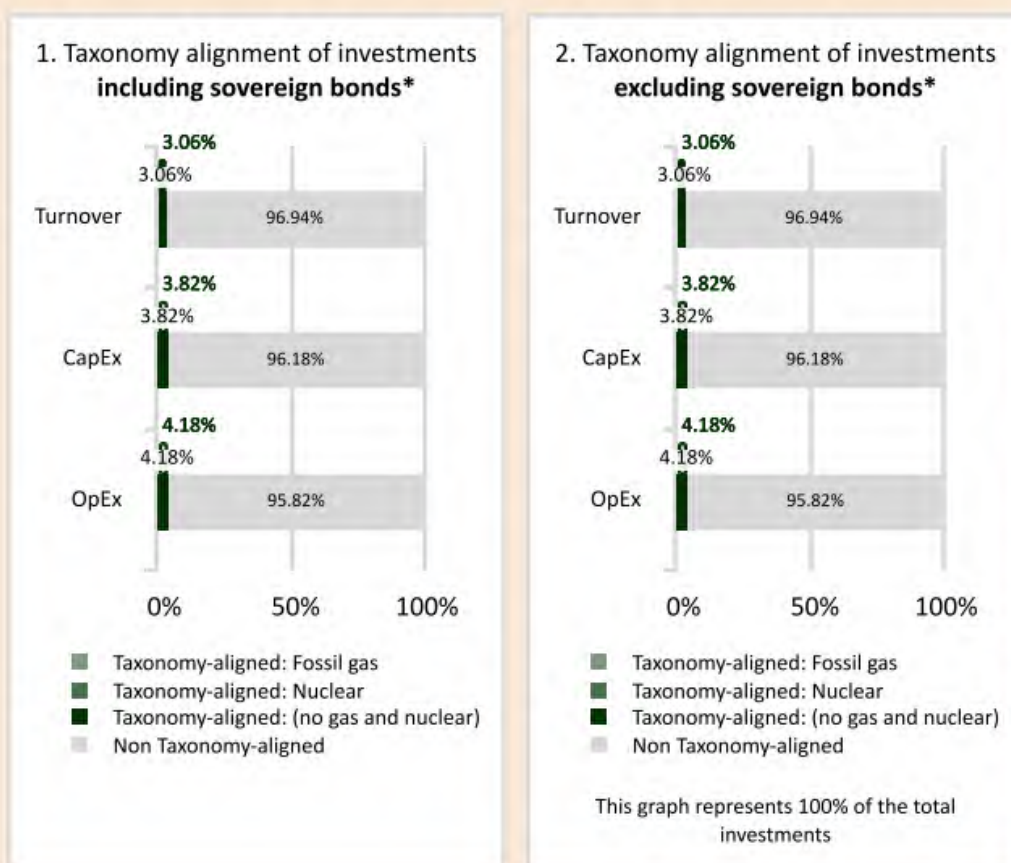 1. Taxonomy alignment of investments
including sovereign bonds*
3.06%
3.06%
Turnover
96.94%
3.82%
3.82%
CapEx
96.18%
4.18%
4.18%
OpEx
95.82%
0% 50% 100%
Taxonomy-aligned: Fossil gas
Taxonomy-aligned: Nuclear
Taxonomy-aligned: (no gas and nuclear)
Non Taxonomy-aligned
2. Taxonomy alignment of investments
excluding sovereign bonds*
3.06%
3.06%
Turnover
96.94%
3.82%
3.82%
CapEx
96.18%
4.18%
4.18%
OpEx
95.82%
0% 50% 100%
Taxonomy-aligned: Fossil gas
Taxonomy-aligned: Nuclear
Taxonomy-aligned: (no gas and nuclear)
Non Taxonomy-aligned
This graph represents 100% of the total
investments